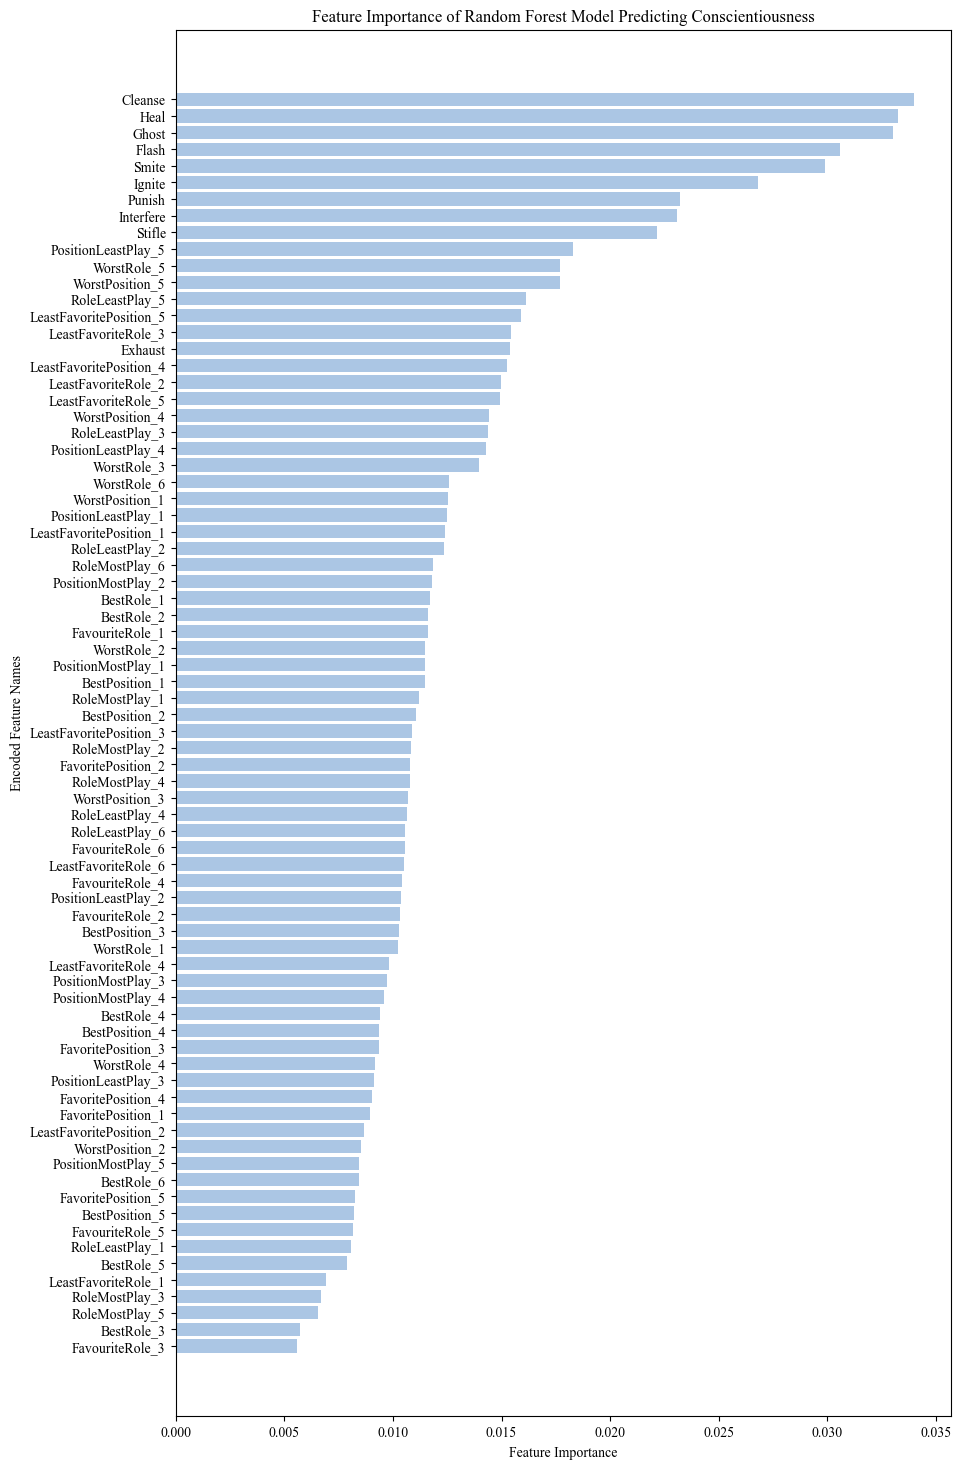 Feature Importance of Random Forest Model Predicting Conscientiousness
Cleanse
Heal
Ghost
Flash
Smite
Ignite
Punish
Interfere
Stifle
PositionLeastPlay_5
WorstRole_5
WorstPosition_5
RoleLeastPlay_5
LeastFavoritePosition_5
LeastFavoriteRole_3
Exhaust
LeastFavoritePosition_4
LeastFavoriteRole_2
LeastFavoriteRole_5
WorstPosition_4
RoleLeastPlay_3
PositionLeastPlay_4
WorstRole_3
WorstRole_6
WorstPosition_1
PositionLeastPlay_1
LeastFavoritePosition_1
RoleLeastPlay_2
RoleMostPlay_6
PositionMostPlay_2
BestRole_1
BestRole_2
FavouriteRole_1
WorstRole_2
PositionMostPlay_1
BestPosition_1
RoleMostPlay_1
BestPosition_2
LeastFavoritePosition_3
RoleMostPlay_2
FavoritePosition_2
RoleMostPlay_4
WorstPosition_3
RoleLeastPlay_4
RoleLeastPlay_6
FavouriteRole_6
LeastFavoriteRole_6
FavouriteRole_4
PositionLeastPlay_2
FavouriteRole_2
BestPosition_3
WorstRole_1
LeastFavoriteRole_4
PositionMostPlay_3
PositionMostPlay_4
BestRole_4
BestPosition_4
FavoritePosition_3
WorstRole_4
PositionLeastPlay_3
FavoritePosition_4
FavoritePosition_1
LeastFavoritePosition_2
WorstPosition_2
PositionMostPlay_5
BestRole_6
FavoritePosition_5
BestPosition_5
FavouriteRole_5
RoleLeastPlay_1
BestRole_5
LeastFavoriteRole_1
RoleMostPlay_3
RoleMostPlay_5
BestRole_3
FavouriteRole_3
Encoded Feature Names
0.000 0.005 0.010 0.015 0.020 0.025 0.030 0.035
Feature Importance